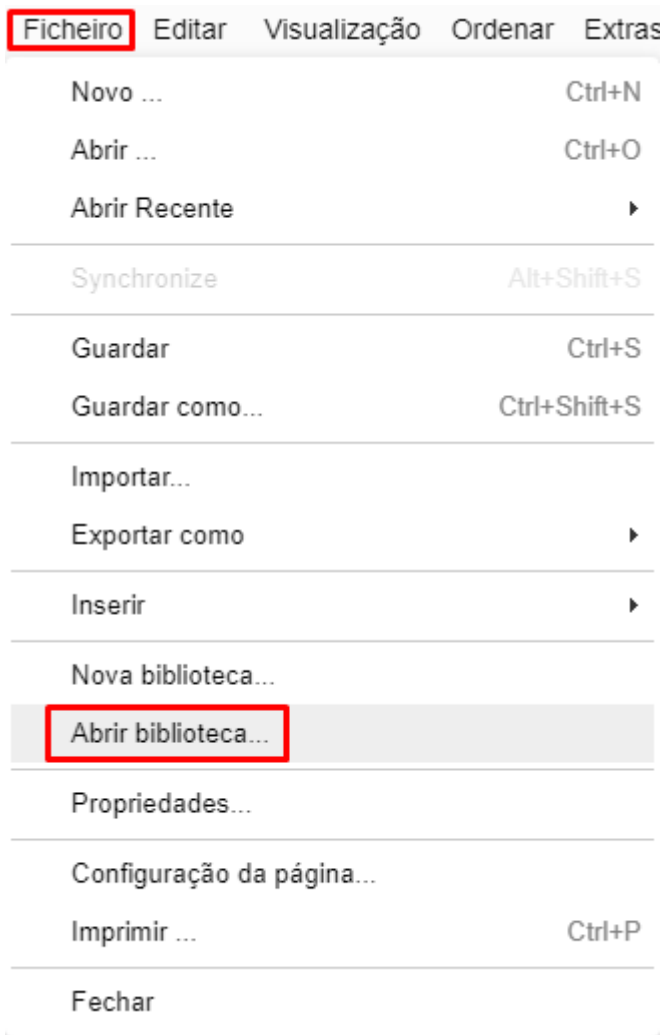 Ficheiro Editar Visualização Ordenar Extras
Novo ... Ctrl+N
Abrir ... Ctrl+O
Abrir Recente
Synchronize Alt+Shift+S
Guardar Ctrl+S
Guardar como... Ctrl+Shift+S
Importar...
Exportar como
Inserir
Nova biblioteca...
Abrir biblioteca...
Propriedades...
Configuração da página...
Imprimir ... Ctrl+P
Fechar